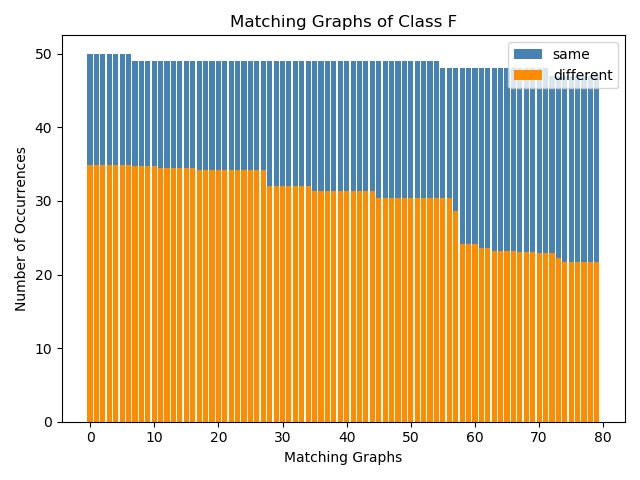 Matching Graphs of Class F
same
different
Number of Occurrences
50
40
30
20
10
0
0 10 20 30 40 50 60 70 80
Matching Graphs